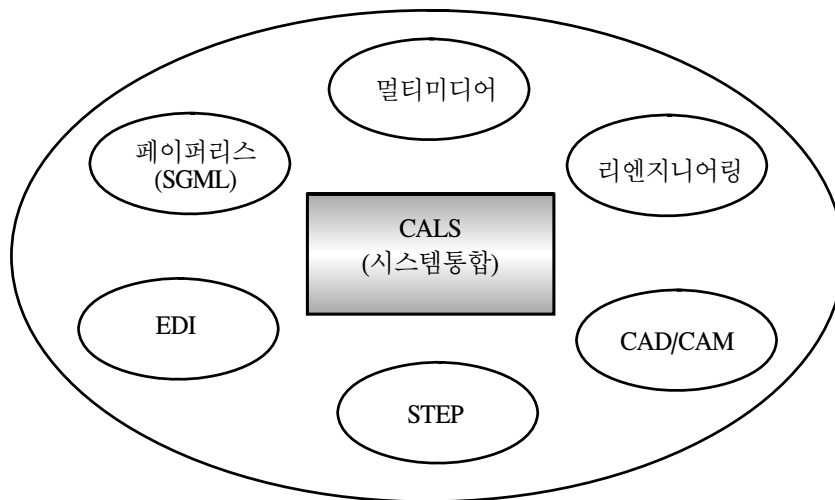 멀티미디어
페이퍼리스
(SGML)
리엔지니어링
CALS
(시스템통합)
EDI
CAD/CAM
STEP